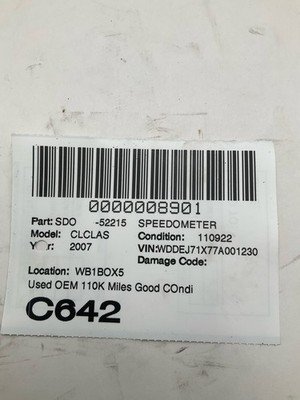 0000008901
Part: SDO -52215 SPEEDOMETER
Model: CLCLAS Condition: 110922
Year: 2007 VIN:WDDEJ71X77A001230
Damage Code:
Location: WB1BOX5
Used OEM 110K Miles Good COndi
C642